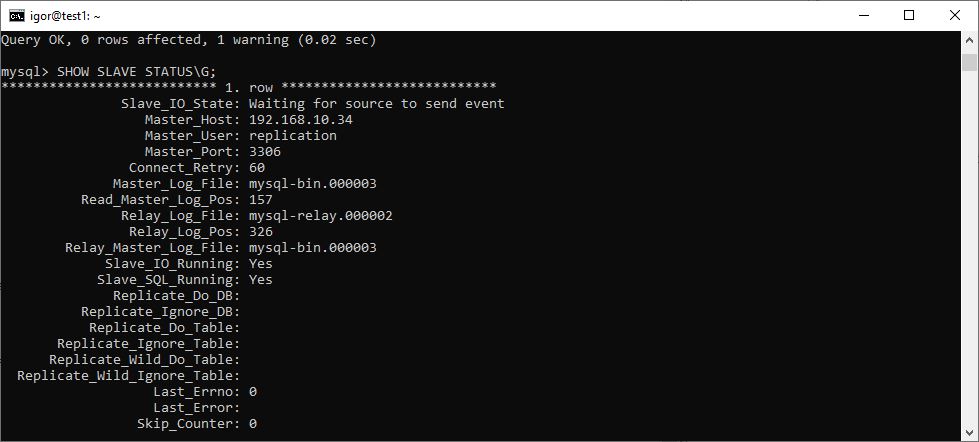 igor@test1: ~
Query OK, 0 rows affected, 1 warning (0.02 sec)
mysql> SHOW SLAVE STATUS\G;
*************************** 1. row ***************************
Slave_IO_State: Waiting for source to send event
Master_Host: 192.168.10.34
Master_User: replication
Master_Port: 3306
Connect_Retry: 60
Master_Log_File: mysql-bin.000003
Read_Master_Log_Pos: 157
Relay_Log_File: mysql-relay.000002
Relay_Log_Pos: 326
Relay_Master_Log_File: mysql-bin.000003
Slave_IO_Running: Yes
Slave_SQL_Running: Yes
Replicate_Do_DB:
Replicate_Ignore_DB:
Replicate_Do_Table:
Replicate_Ignore_Table:
Replicate_Wild_Do_Table:
Replicate_Wild_Ignore_Table:
Last_Errno: 0
Last_Error:
Skip_Counter: 0